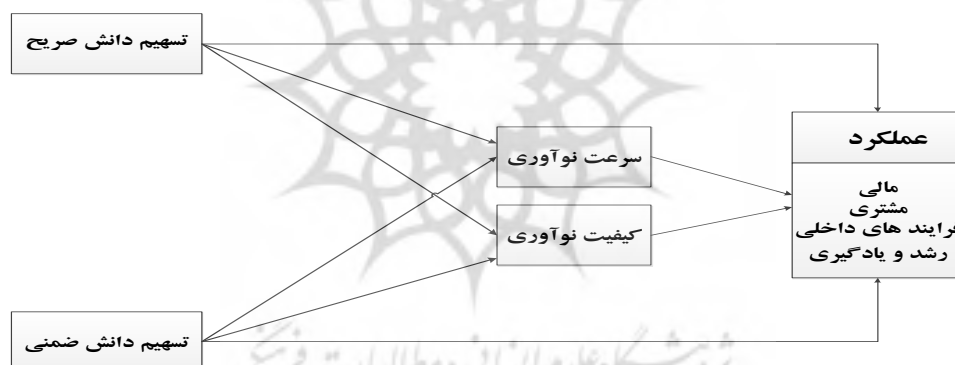 تسهیم دانش صریح
سرعت نوآوری
کیفیت نوآوری
عملکرد
مالی
مشتری
فرایند های داخلی
رشد و یادگیری
تسهیم دانش ضمنی